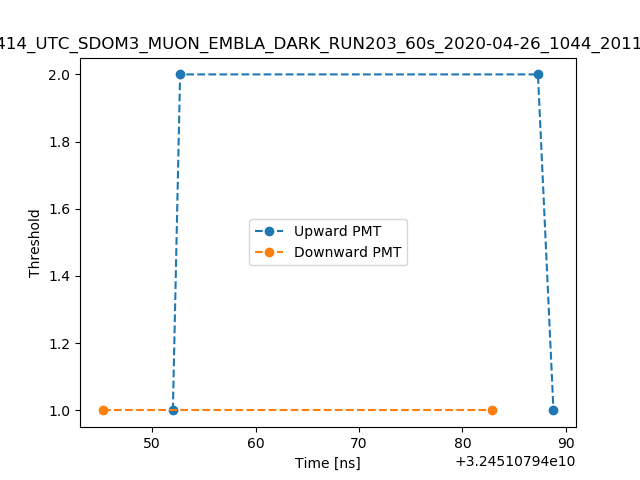 414_UTC_SDOM3_MUON_EMBLA_DARK_RUN203_60s_2020-04-26_1044_2011
2.0
1.8
1.6
1.4
1.2
1.0
Threshold
Upward PMT
Downward PMT
50
60
70
80
90
Time [ns]
+3.24510794e10